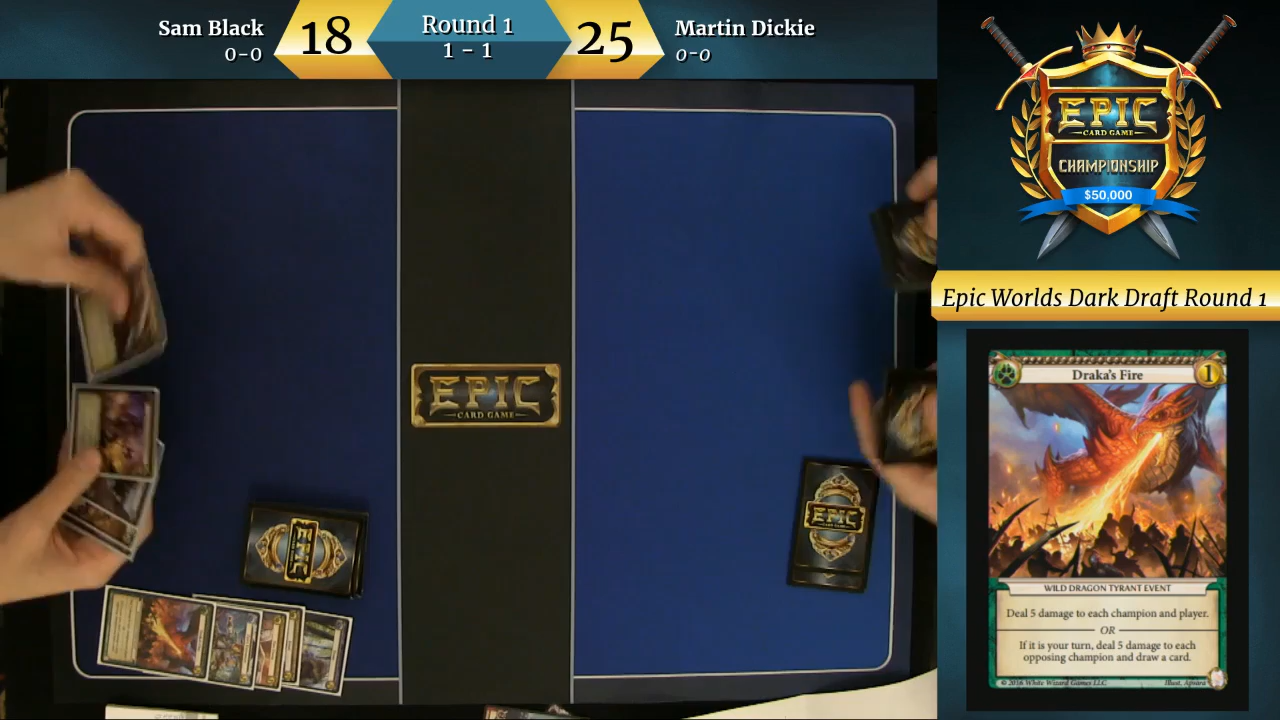 Sam Black
0-0
18
Round 1
1 - 1
25
Martin Dickie
0-0
EPIC
CARD GAME
CHAMPIONSHIP
$50,000
Epic Worlds Dark Draft Round 1
Draka's Fire
1
WILD DRAGON TYRANT EVENT
Deal 5 damage to each champion and player.
OR
If it is your turn, deal 5 damage to each
opposing champion and draw a card.
© 2016 White Wizard Games LLC
EPIC
CARD GAME
EPIC
EPIC